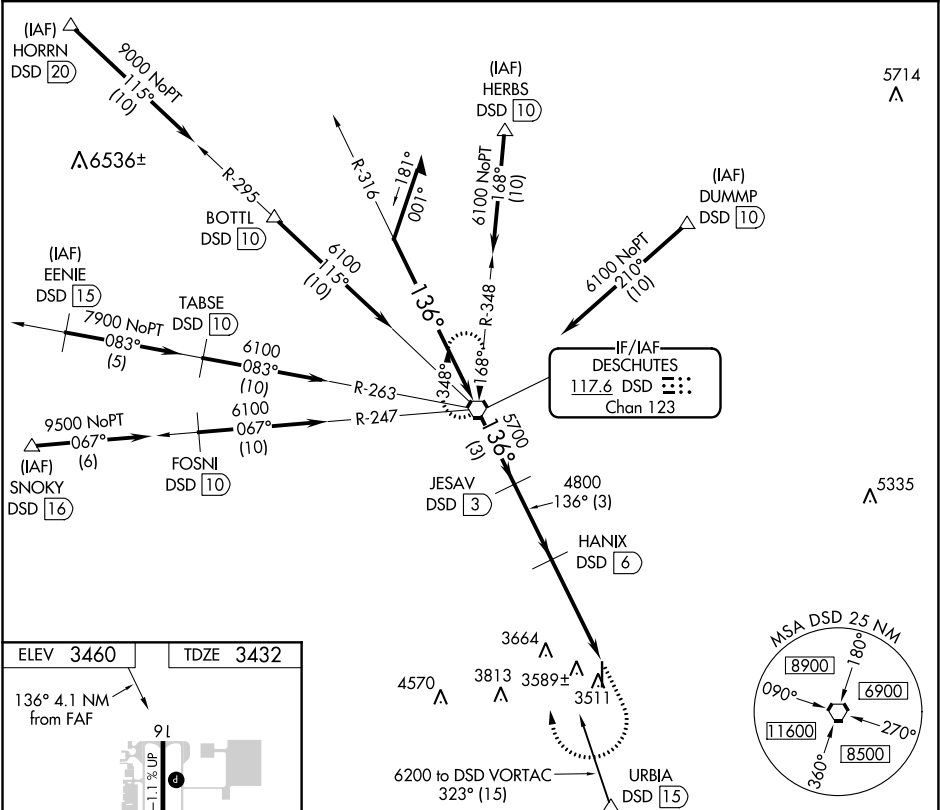 (IAF)
HORRN
DSD 20
9000 NoPT
115°
(10)
6536±
R-295
BOTTL
DSD 10
6100
115°
(10)
R-316
181°
001°
136°
(IAF)
HERBS
DSD 10
6100 NoPT
168°
(10)
R-348
5714
(IAF)
DUMMP
DSD 10
6100 NoPT
210°
(10)
(IAF)
EENIE
DSD 15
7900 NoPT
083°
(5)
TABSE
DSD 10
6100
083°
(10)
R-263
348°
168°
IF/IAF
DESCHUTES
117.6 DSD
Chan 123
9500 NoPT
067°
(6)
(IAF)
SNOKY
DSD 16
6100
067°
(10)
R-247
FOSNI
DSD 10
5700
136°
(3)
JESAV
DSD 3
4800
136° (3)
5335
HANIX
DSD 6
3664
4570
3813
3589±
3511
6200 to DSD VORTAC
323° (15)
URBIA
DSD 15
MSA DSD 25 NM
180°
8900
6900
090°
270°
11600
8500
360°
ELEV 3460
TDZE 3432
136° 4.1 NM
from FAF
16
1.1 % UP
P